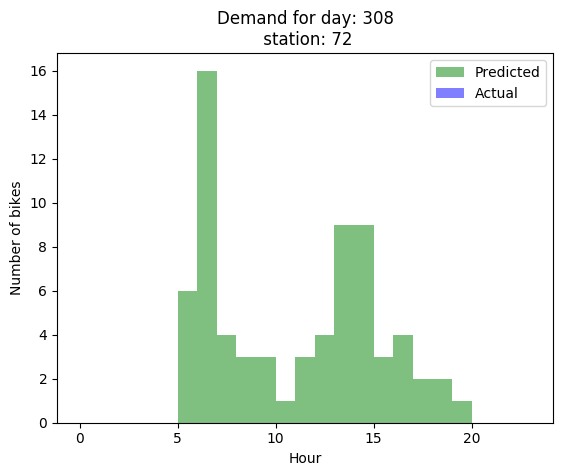 Demand for day: 308
station: 72
Predicted
Actual
16
14
12
10
8
6
4
2
0
Number of bikes
0 5 10 15 20
Hour